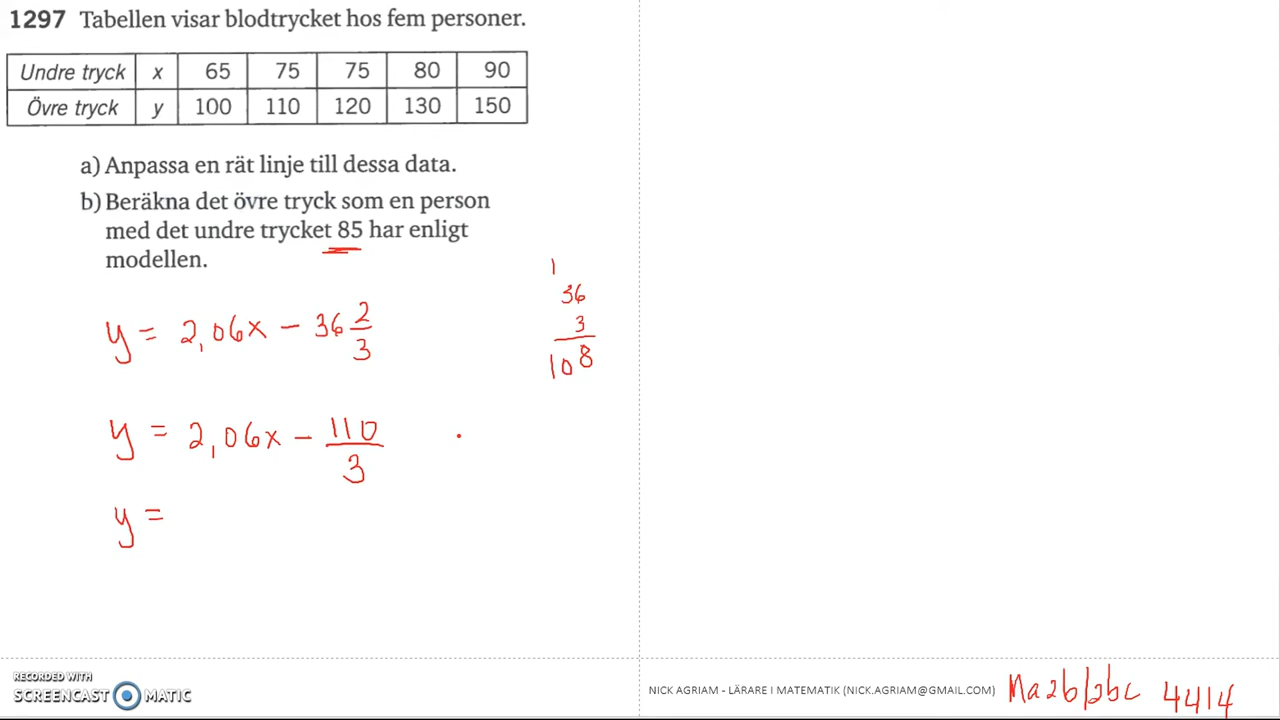 1297 Tabellen visar blodtrycket hos fem personer.
Undre tryck x 65 75 75 80 90
Övre tryck y 100 110 120 130 150
a) Anpassa en rät linje till dessa data.
b) Beräkna det övre tryck som en person
med det undre trycket 85 har enligt
modellen.
y = 2,06x - 36 2/3
1
36
3
108
y = 2,06x - 110/3
y =
RECORDED WITH
SCREENCAST MATIC
NICK AGRIAM - LÄRARE I MATEMATIK (NICK.AGRIAM@GMAIL.COM)
Ma2b/2bc 4414